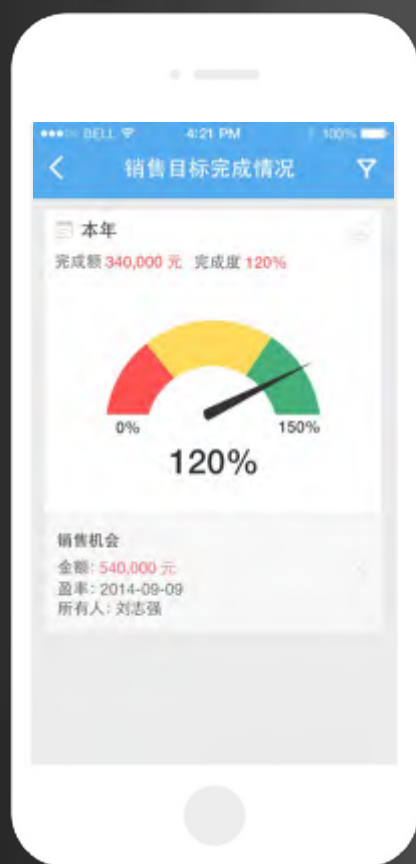 BELL 4:21 PM 100%
销售目标完成情况
本年
完成额 340,000 元 完成度 120%
0% 150%
120%
销售机会
金额: 540,000 元
盈率: 2014-09-09
所有人: 刘志强